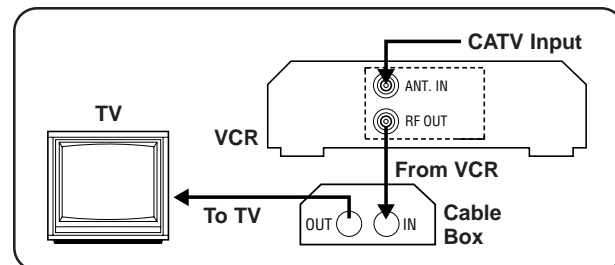 CATV Input
ANT. IN
TV
RF OUT
VCR
From VCR
To TV
OUT
IN
Cable
Box